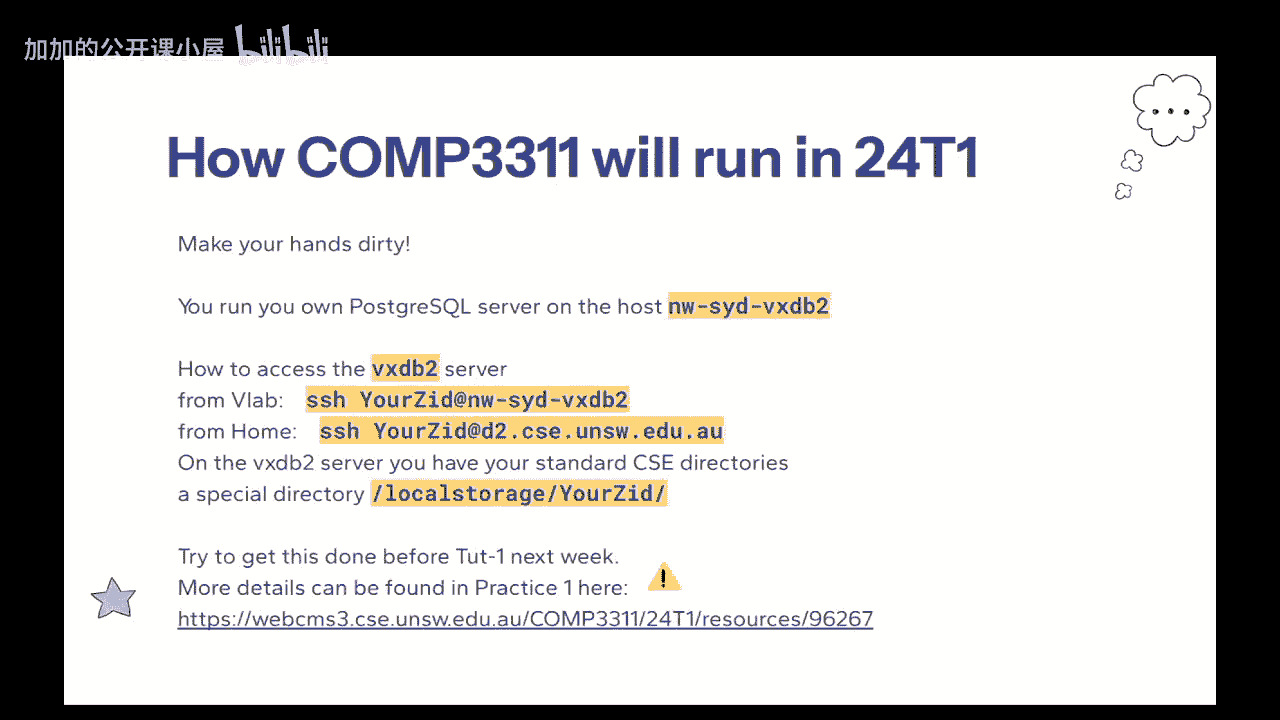 加加的公开课小屋 bilibili
How COMP3311 will run in 24T1
Make your hands dirty!
You run you own PostgreSQL server on the host nw-syd-vxdb2
How to access the vxdb2 server
from Vlab: ssh YourZid@nw-syd-vxdb2
from Home: ssh YourZid@d2.cse.unsw.edu.au
On the vxdb2 server you have your standard CSE directories
a special directory /localstorage/YourZid/
Try to get this done before Tut-1 next week.
More details can be found in Practice 1 here:
https://webcms3.cse.unsw.edu.au/COMP3311/24T1/resources/96267